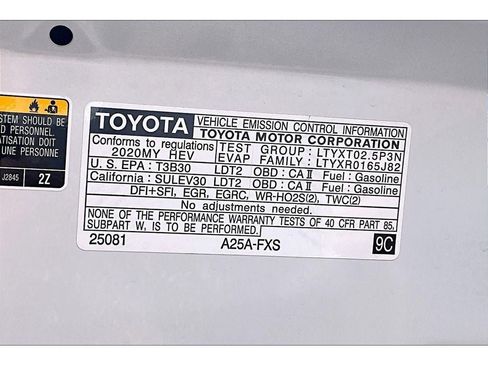 STEM SHOULD BE
D PERSONNEL.
ATISATION DOIT
PERSONNE
J2845 2Z
TOYOTA VEHICLE EMISSION CONTROL INFORMATION
TOYOTA MOTOR CORPORATION
Conforms to regulations TEST GROUP: LTYXT02.5P3N
2020MY HEV EVAP FAMILY: LTYXR0165J82
U.S. EPA: T3B30 LDT2 OBD: CA II Fuel: Gasoline
California: SULEV30 LDT2 OBD: CA II Fuel: Gasoline
DFI+SFI, EGR, EGRC, WR-HO2S(2), TWC(2)
No adjustments needed.
NONE OF THE PERFORMANCE WARRANTY TESTS OF 40 CFR PART 85,
SUBPART W, IS TO BE PERFORMED.
25081 A25A-FXS 9C